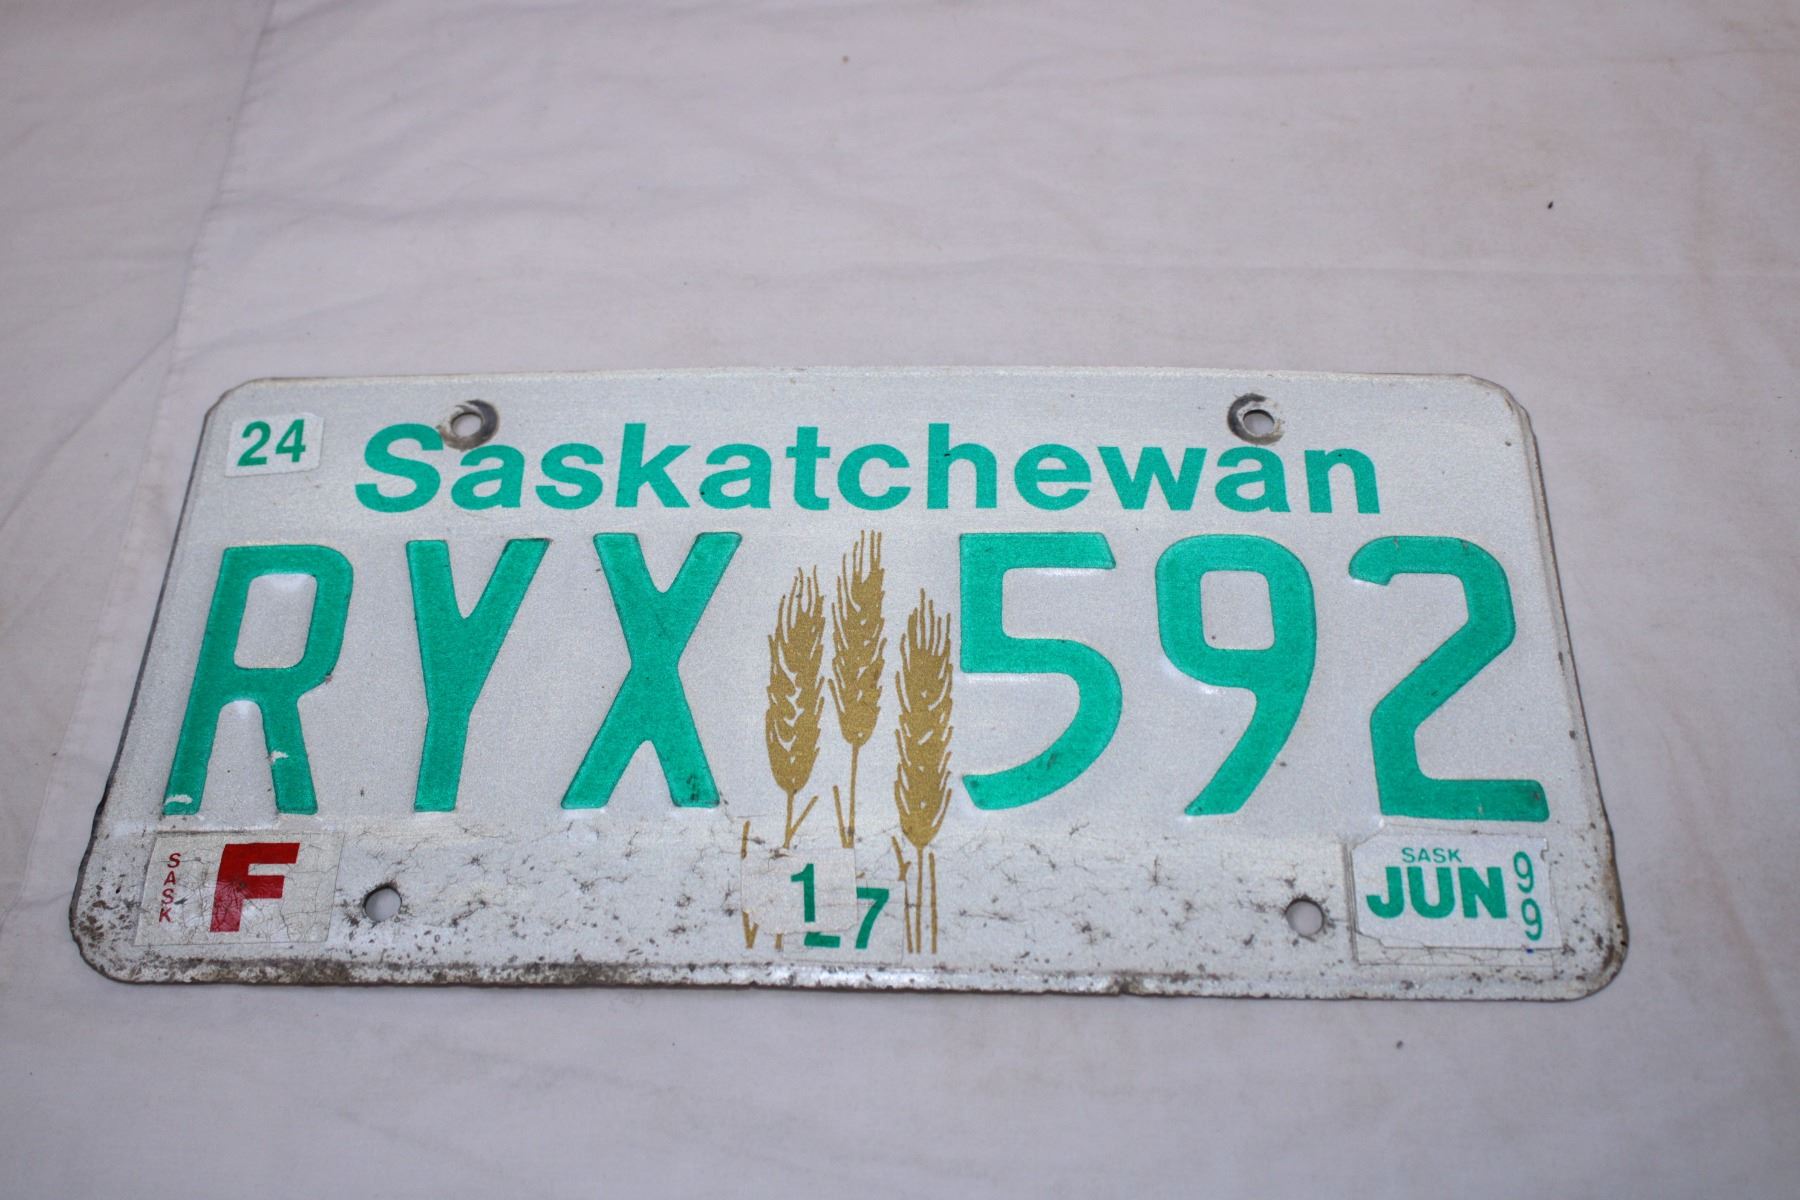 24
Saskatchewan
RYX 592
SASK F
17
SASK
JUN 99